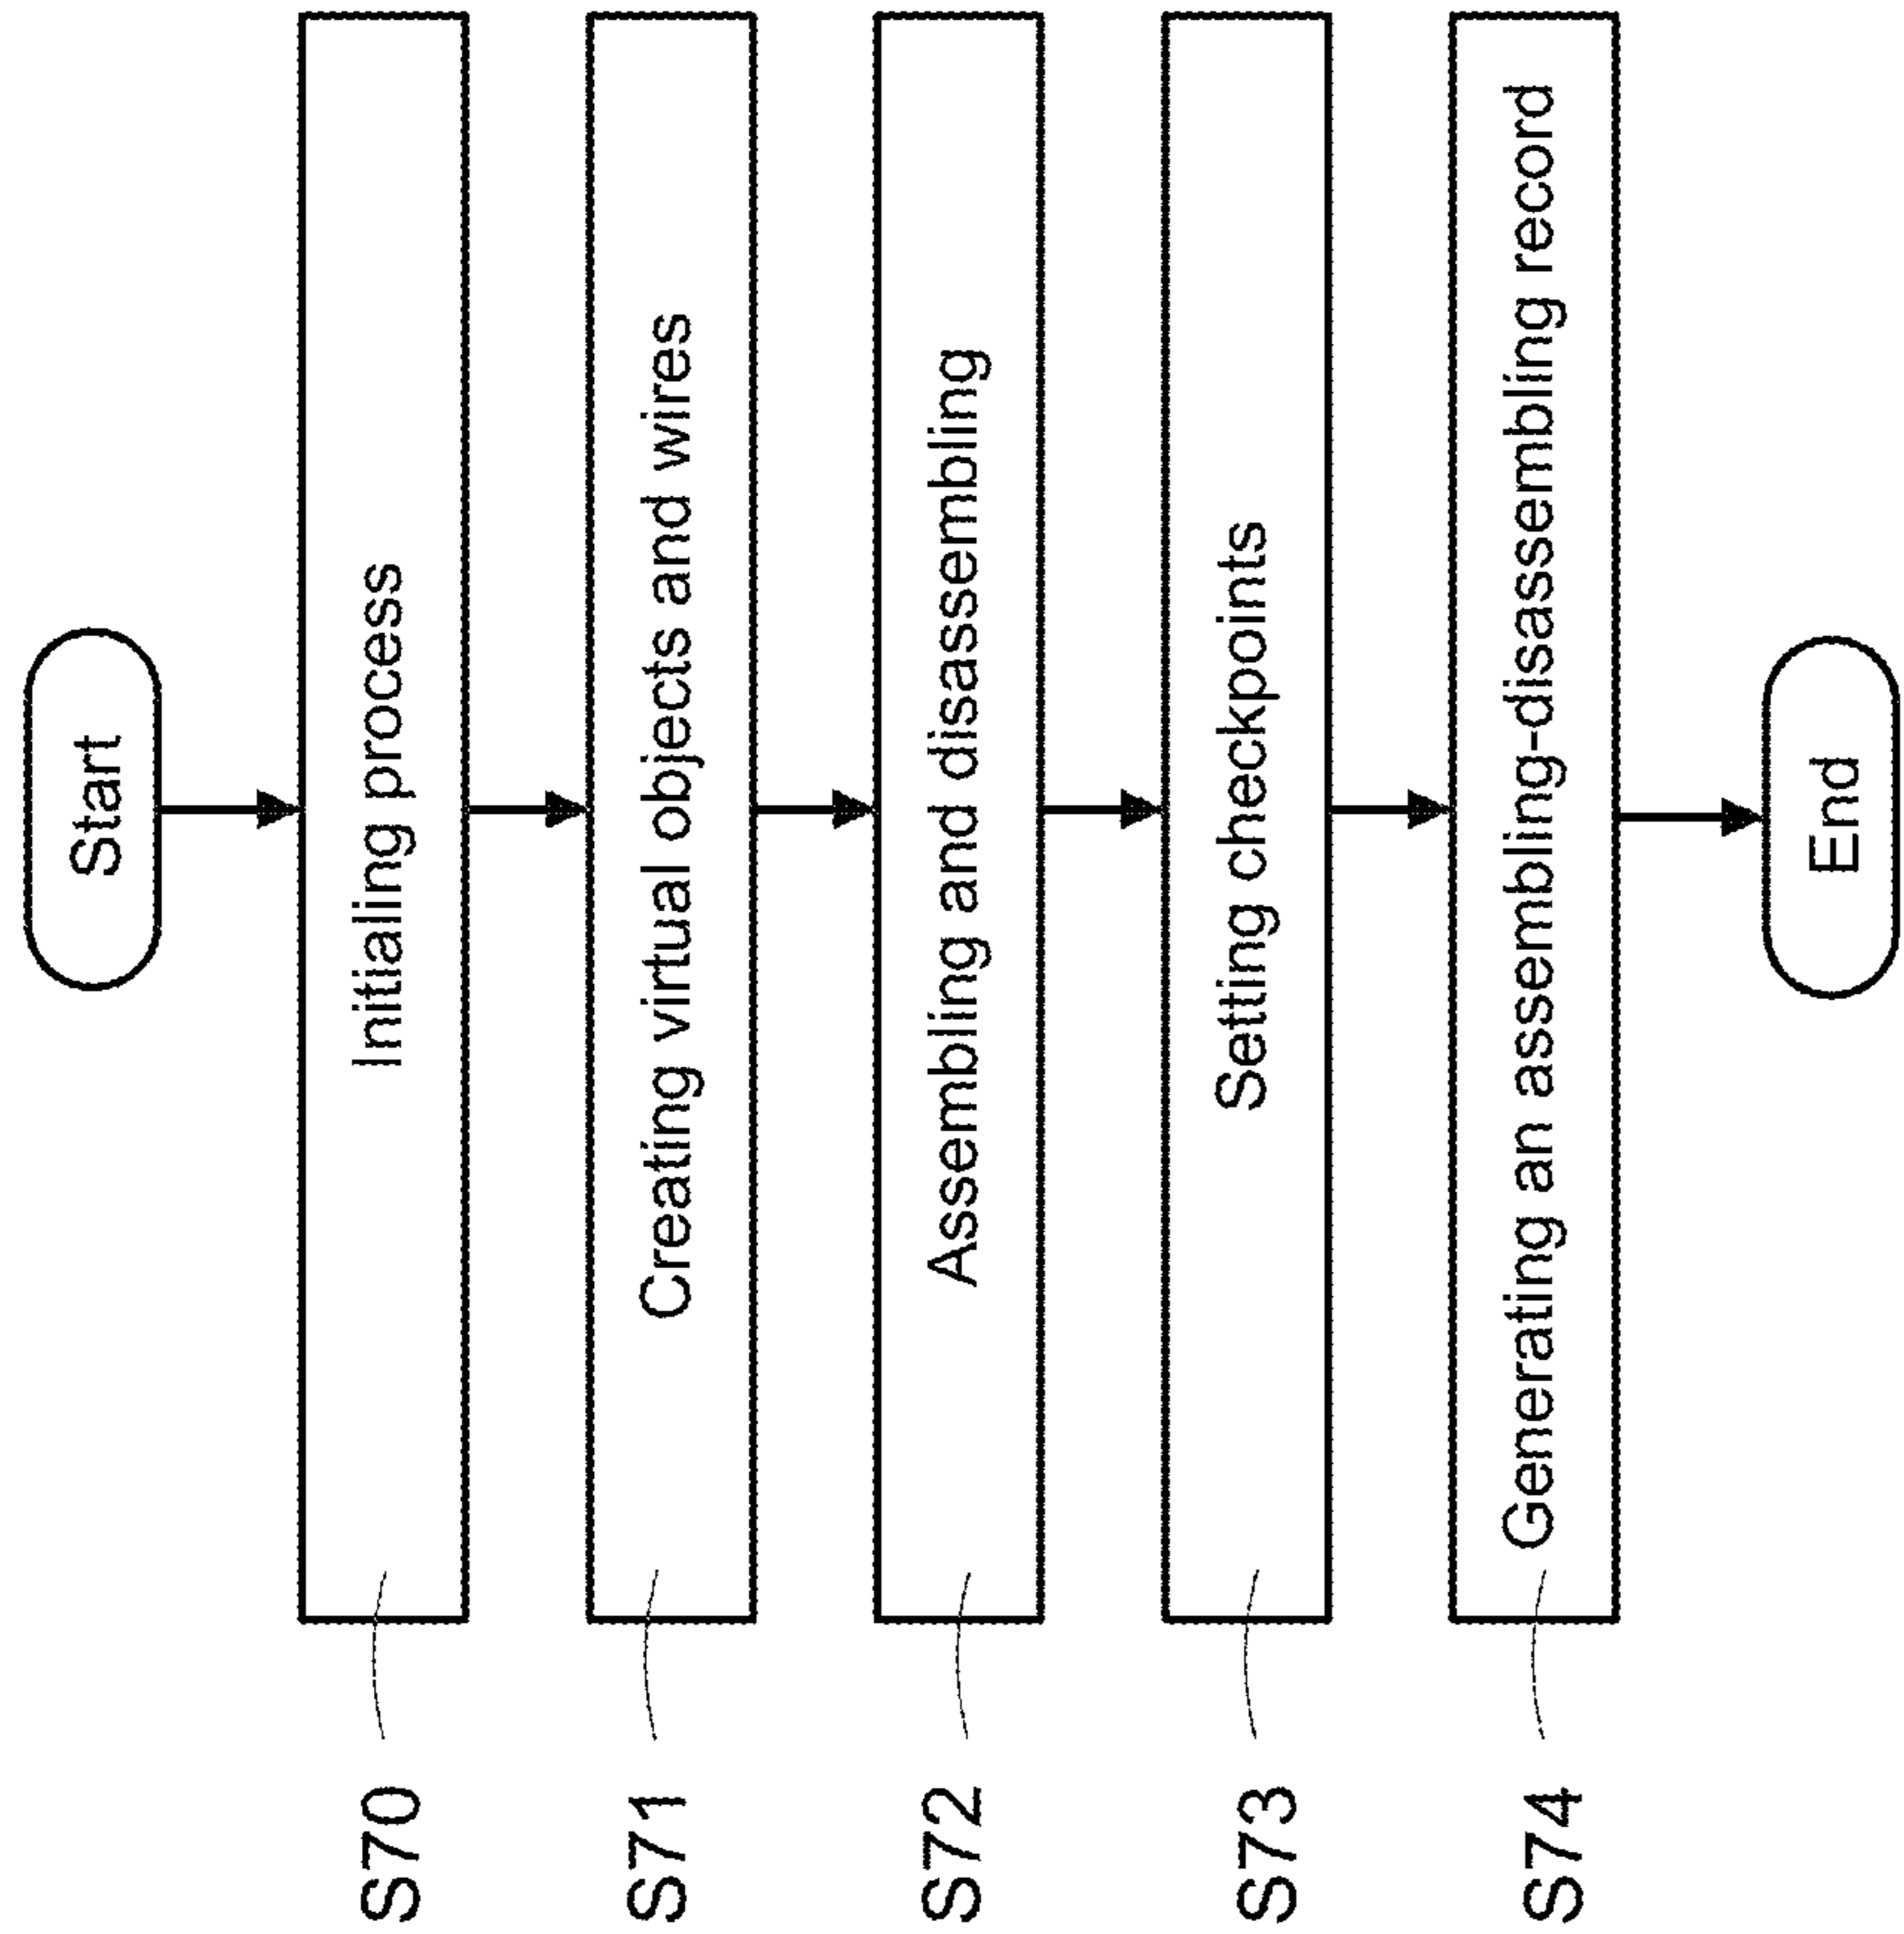 Start
S70
Initialing process
S71
Creating virtual objects and wires
S72
Assembling and disassembling
S73
Setting checkpoints
S74
Generating an assembling-disassembling record
End